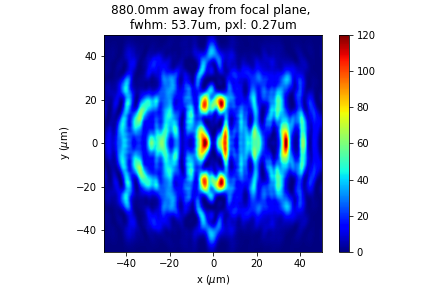 880.0mm away from focal plane,
fwhm: 53.7um, pxl: 0.27um
40
20
0
−20
−40
y (μm)
−40 −20 0 20 40
x (μm)
120
100
80
60
40
20
0